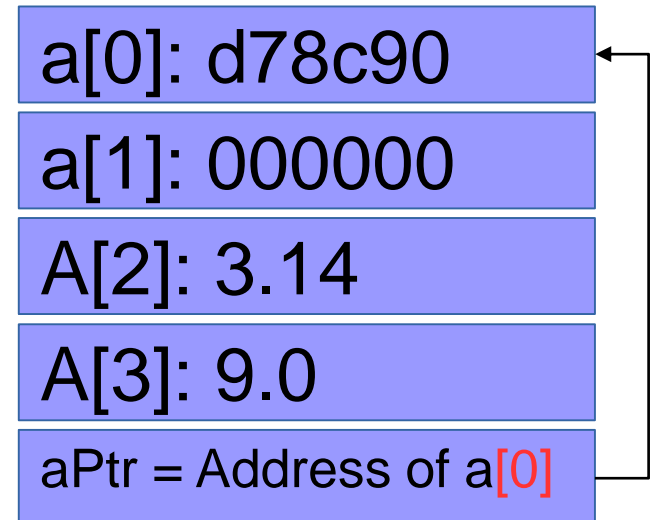 a[0]: d78c90
a[1]: 000000
A[2]: 3.14
A[3]: 9.0
aPtr = Address of a[0]